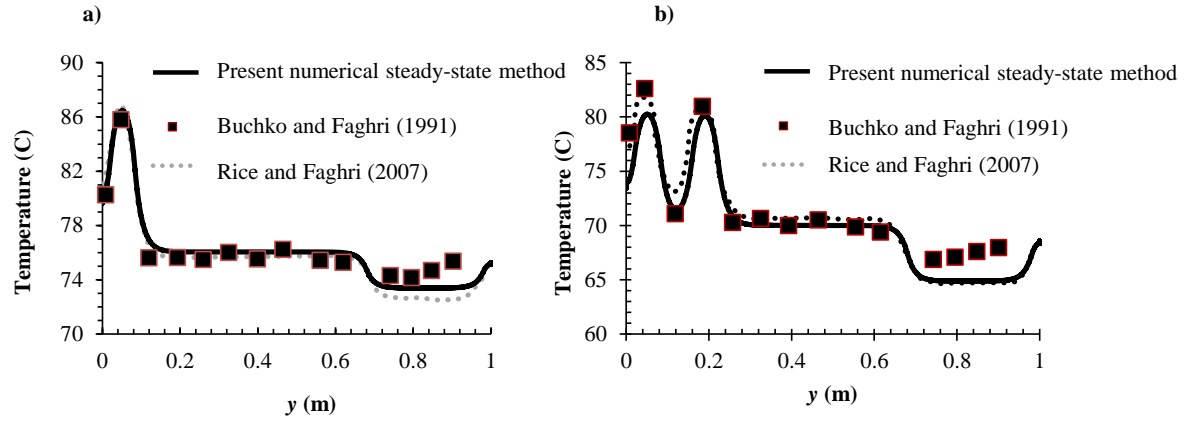 a)
90
86
82
78
74
70
Temperature (C)
Present numerical steady-state method
Buchko and Faghri (1991)
Rice and Faghri (2007)
0 0.2 0.4 0.6 0.8 1
y (m)
b)
85
80
75
70
65
60
Temperature (C)
Present numerical steady-state method
Buchko and Faghri (1991)
Rice and Faghri (2007)
0 0.2 0.4 0.6 0.8 1
y (m)